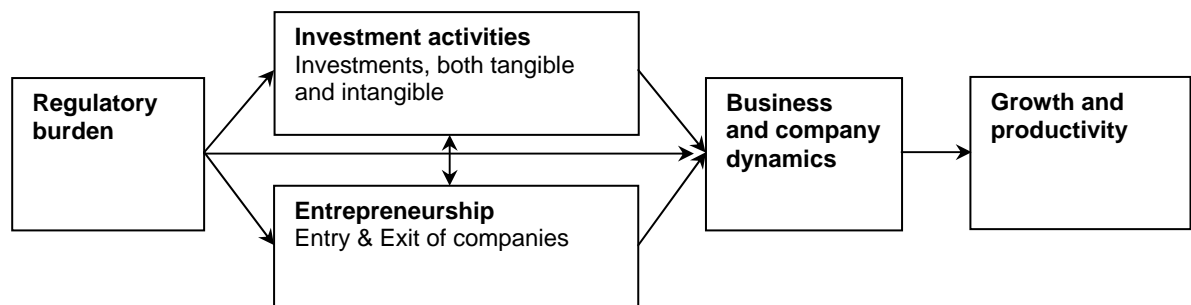 Investment activities
Investments, both tangible
and intangible
Regulatory
burden
Business
and company
dynamics
Growth and
productivity
Entrepreneurship
Entry & Exit of companies